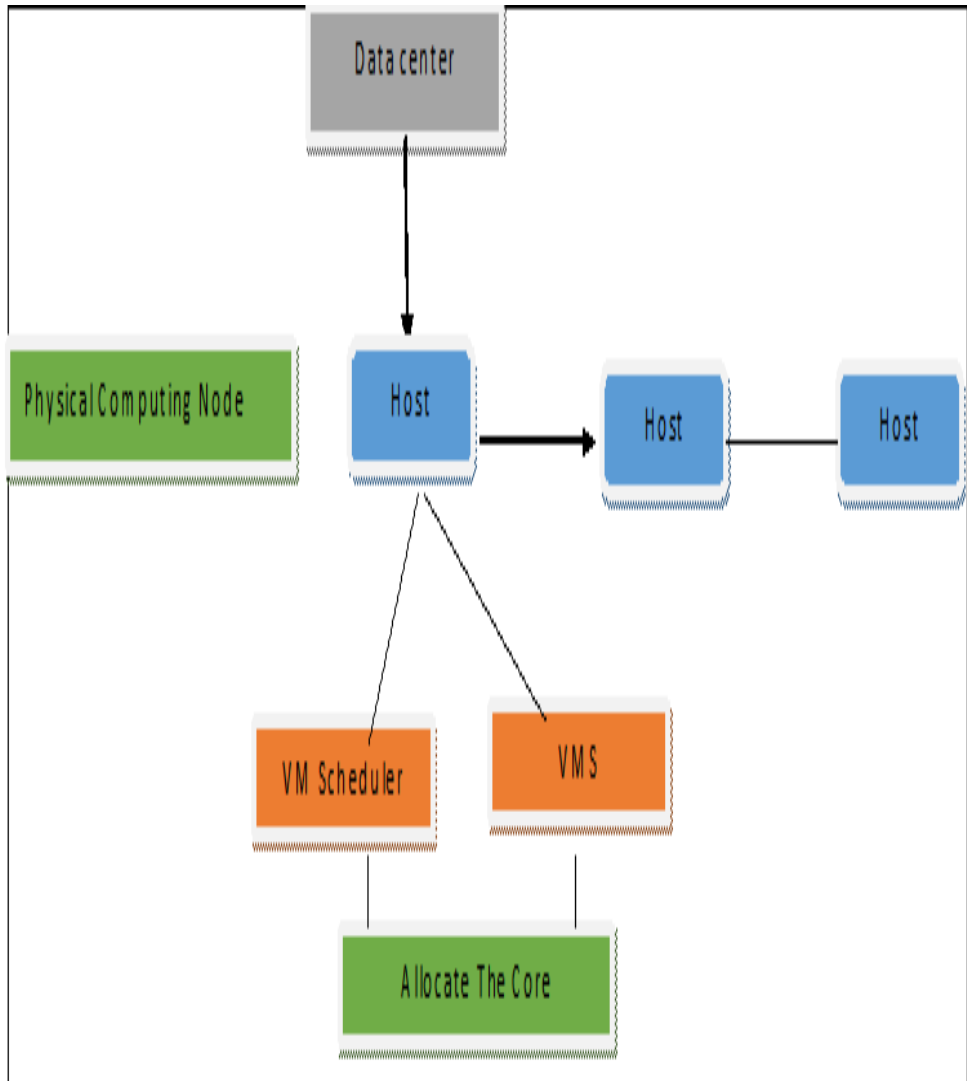 Data center
Physical Computing Node
Host
Host
Host
VM Scheduler
VMS
Allocate The Core